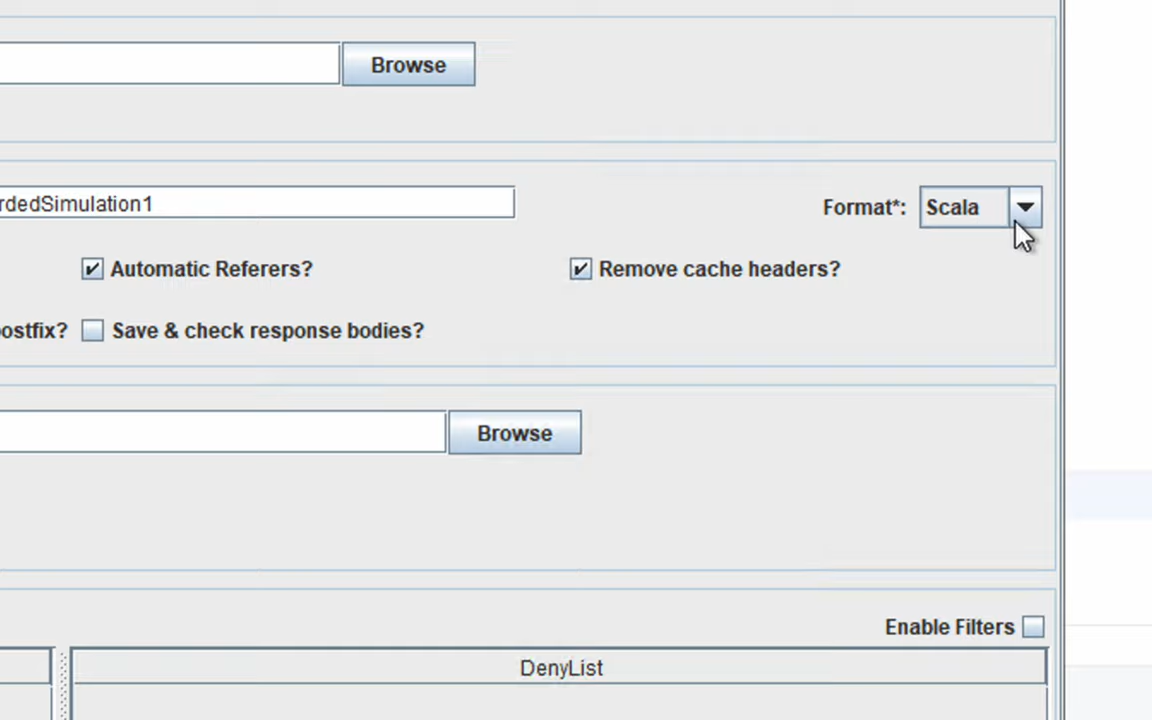 Browse
rdedSimulation1
Format*: Scala
Automatic Referers? Remove cache headers?
ostfix? Save & check response bodies?
Browse
Enable Filters
DenyList